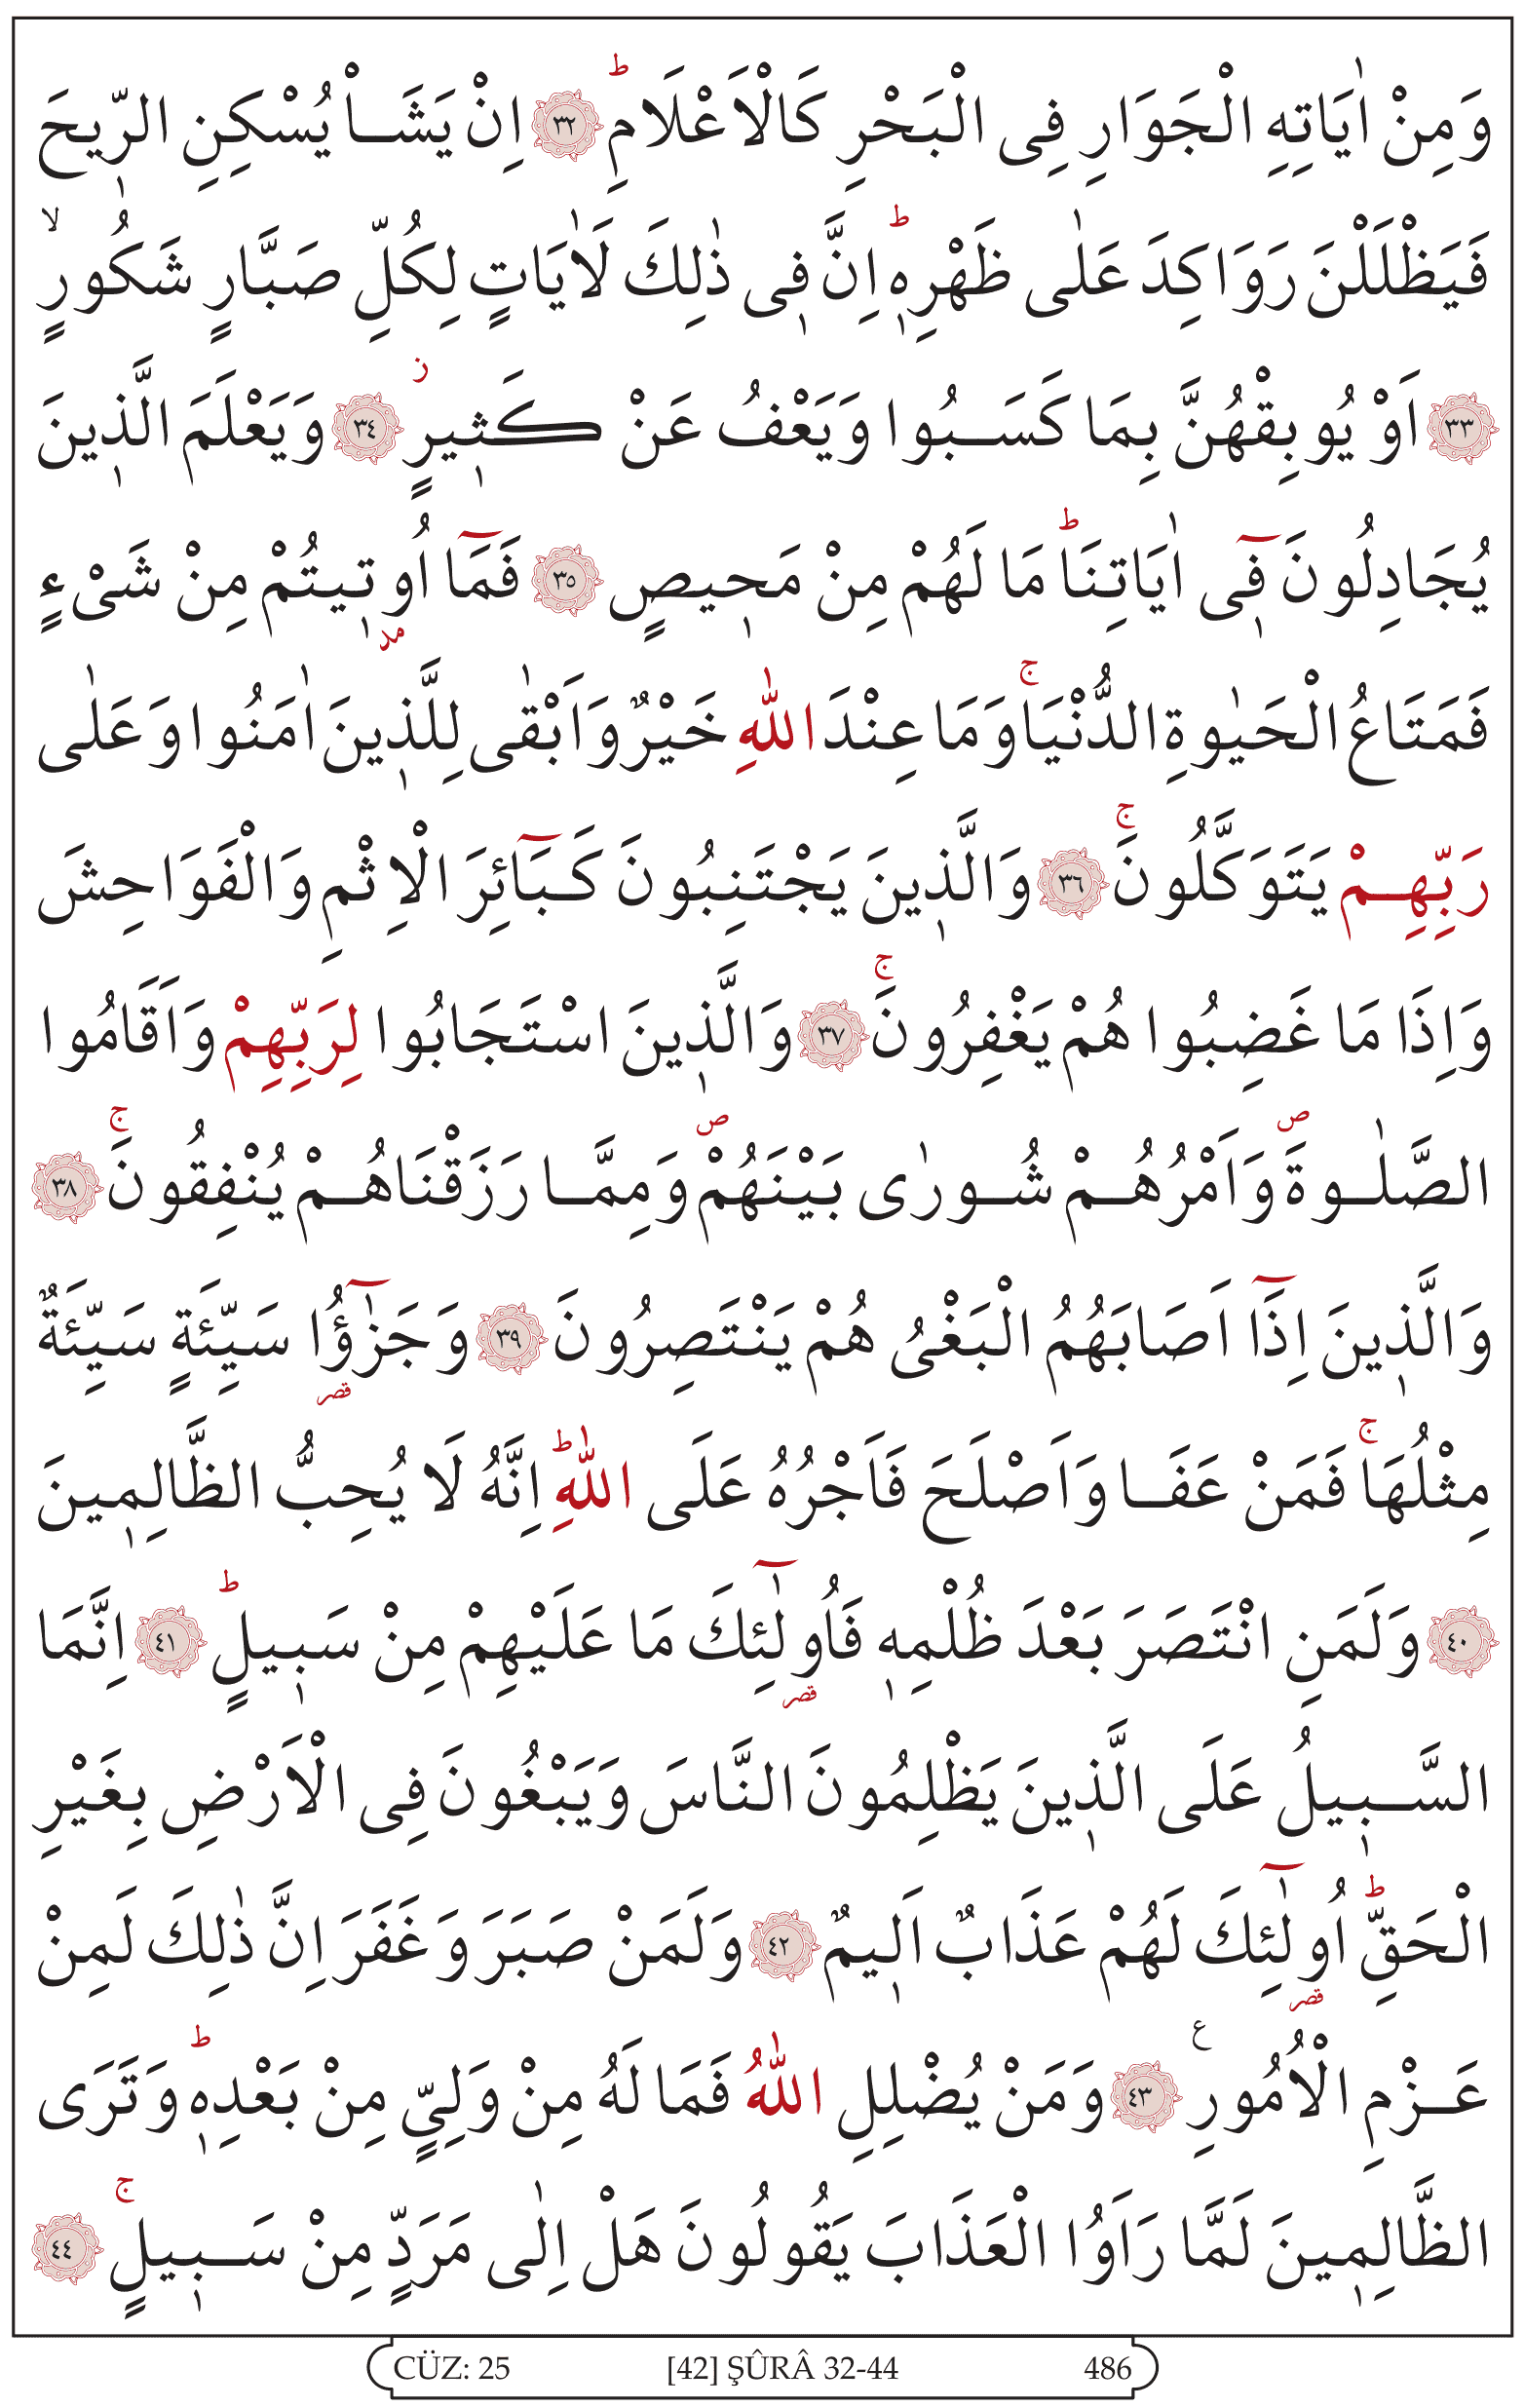 وَمِنْ اٰيَاتِهِ الْجَوَارِ فِى الْبَحْرِ كَالْاَعْلَامِۜ ﴿٣٢﴾ اِنْ يَشَأْ يُسْكِنِ الرّ۪يحَ
فَيَظْلَلْنَ رَوَاكِدَ عَلٰى ظَهْرِه۪ۜ اِنَّ ف۪ى ذٰلِكَ لَاٰيَاتٍ لِكُلِّ صَبَّارٍ شَكُورٍۙ
﴿٣٣﴾ اَوْ يُوبِقْهُنَّ بِمَا كَسَبُوا وَيَعْفُ عَنْ كَث۪يرٍۘ ﴿٣٤﴾ وَيَعْلَمَ الَّذ۪ينَ
يُجَادِلُونَ ف۪ٓى اٰيَاتِنَاۜ مَا لَهُمْ مِنْ مَح۪يصٍ ﴿٣٥﴾ فَمَٓا اُو۫ت۪يتُمْ مِنْ شَىْءٍ
فَمَتَاعُ الْحَيٰوةِ الدُّنْيَاۚ وَمَا عِنْدَ اللّٰهِ خَيْرٌ وَاَبْقٰى لِلَّذ۪ينَ اٰمَنُوا وَعَلٰى
رَبِّهِمْ يَتَوَكَّلُونَۚ ﴿٣٦﴾ وَالَّذ۪ينَ يَجْتَنِبُونَ كَبَٓائِرَ الْاِثْمِ وَالْفَوَاحِشَ
وَاِذَا مَا غَضِبُوا هُمْ يَغْفِرُونَۚ ﴿٣٧﴾ وَالَّذ۪ينَ اسْتَجَابُوا لِرَبِّهِمْ وَاَقَامُوا
الصَّلٰوةَۖ وَاَمْرُهُمْ شُورٰى بَيْنَهُمْۖ وَمِمَّا رَزَقْنَاهُمْ يُنْفِقُونَۚ ﴿٣٨﴾
وَالَّذ۪ينَ اِذَٓا اَصَابَهُمُ الْبَغْىُ هُمْ يَنْتَصِرُونَ ﴿٣٩﴾ وَجَزٰٓؤُا سَيِّئَةٍ سَيِّئَةٌ
قصر
مِثْلُهَاۚ فَمَنْ عَفَا وَاَصْلَحَ فَاَجْرُهُ عَلَى اللّٰهِۜ اِنَّهُ لَا يُحِبُّ الظَّالِم۪ينَ
﴿٤٠﴾ وَلَمَنِ انْتَصَرَ بَعْدَ ظُلْمِه۪ فَاُولٰٓئِكَ مَا عَلَيْهِمْ مِنْ سَب۪يلٍۜ ﴿٤١﴾ اِنَّمَا
قصر
السَّب۪يلُ عَلَى الَّذ۪ينَ يَظْلِمُونَ النَّاسَ وَيَبْغُونَ فِى الْاَرْضِ بِغَيْرِ
الْحَقِّۜ اُولٰٓئِكَ لَهُمْ عَذَابٌ اَل۪يمٌ ﴿٤٢﴾ وَلَمَنْ صَبَرَ وَغَفَرَ اِنَّ ذٰلِكَ لَمِنْ
قصر
عَزْمِ الْاُمُورِ ع ﴿٤٣﴾ وَمَنْ يُضْلِلِ اللّٰهُ فَمَا لَهُ مِنْ وَلِيٍّ مِنْ بَعْدِه۪ۜ وَتَرَى
الظَّالِم۪ينَ لَمَّا رَاَوُا الْعَذَابَ يَقُولُونَ هَلْ اِلٰى مَرَدٍّ مِنْ سَب۪يلٍۚ ﴿٤٤﴾
CÜZ: 25 [42] ŞÛRÂ 32-44 486